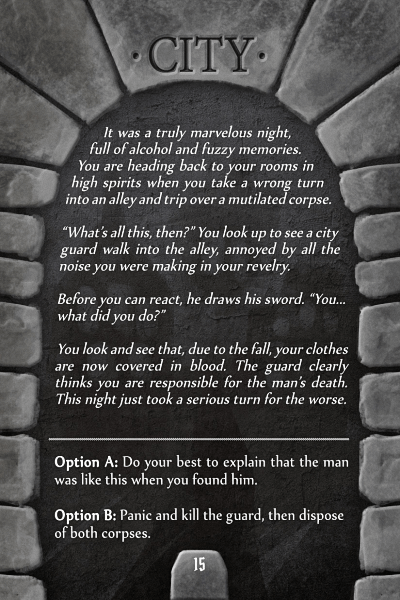 · CITY ·
It was a truly marvelous night,
full of alcohol and fuzzy memories.
You are heading back to your rooms in
high spirits when you take a wrong turn
into an alley and trip over a mutilated corpse.
“What’s all this, then?” You look up to see a city
guard walk into the alley, annoyed by all the
noise you were making in your revelry.
Before you can react, he draws his sword. “You...
what did you do?”
You look and see that, due to the fall, your clothes
are now covered in blood. The guard clearly
thinks you are responsible for the man’s death.
This night just took a serious turn for the worse.
Option A: Do your best to explain that the man
was like this when you found him.
Option B: Panic and kill the guard, then dispose
of both corpses.
15